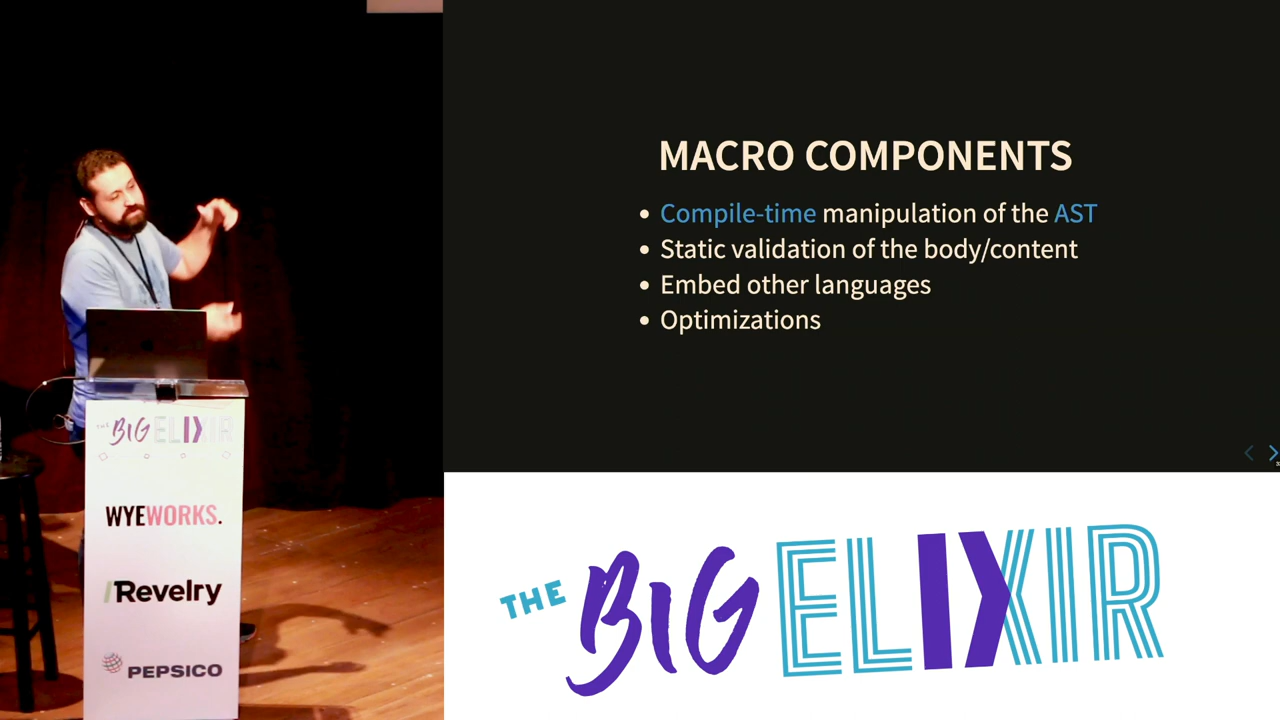 MACRO COMPONENTS
Compile-time manipulation of the AST
Static validation of the body/content
Embed other languages
Optimizations
THE BIG ELIXIR
WYEWORKS.
Revelry
PEPSICO
THE BIG ELIXIR